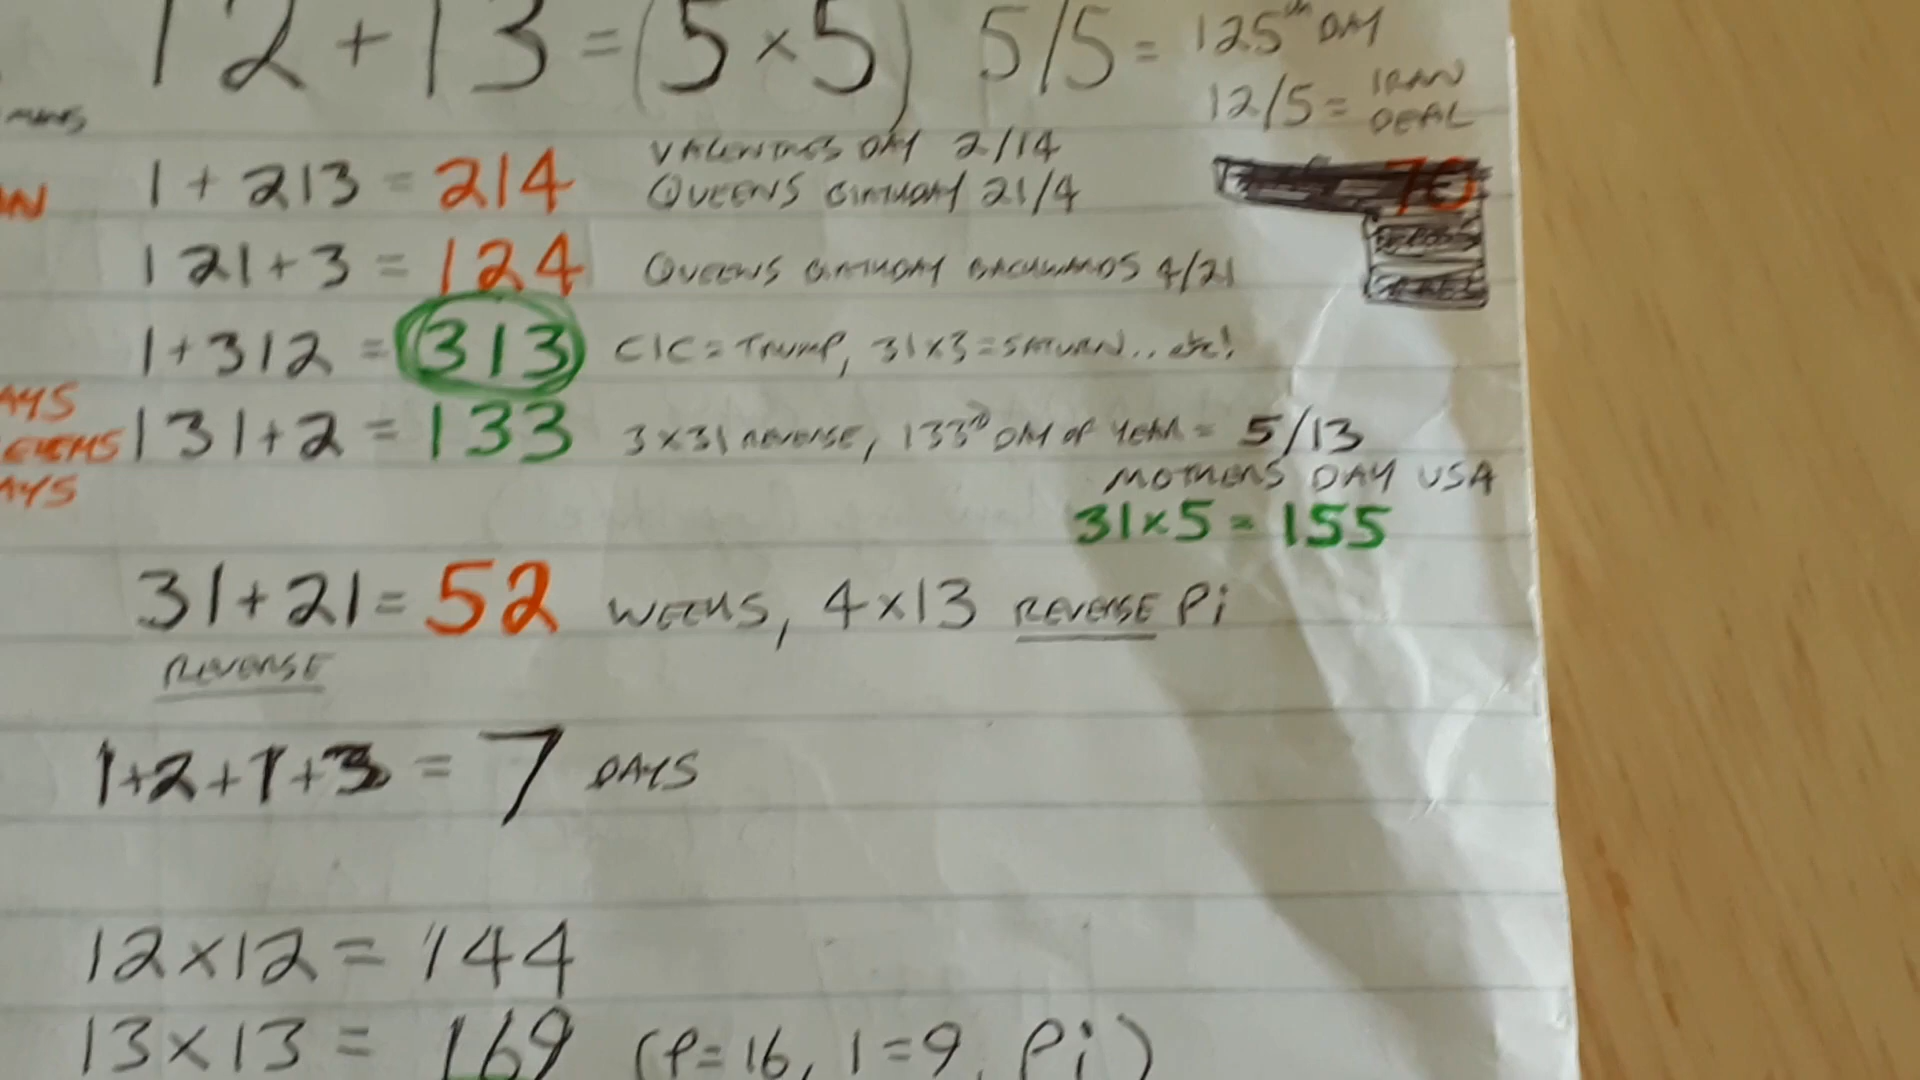 12+13=(5×5) 5/5 = 125th DAY
12/5 = IRAN DEAL
1 + 213 = 214 VALENTINES DAY 2/14
QUEENS BIRTHDAY 21/4
121+3 = 124 QUEENS BIRTHDAY BACKWARDS 4/21
1+312 = 313 CIC = TRUMP, 31×3=SATURN.. etc!
AYS
131+2 = 133 3×31 REVERSE, 133RD DAY OF YEAR = 5/13
AYS
MOTHERS DAY USA
31×5 = 155
31+21= 52 WEEKS, 4×13 REVERSE Pi
REVERSE
1+2+1+3 = 7 DAYS
12×12 = 144
13×13 = 169 (P=16, I=9, Pi)
70